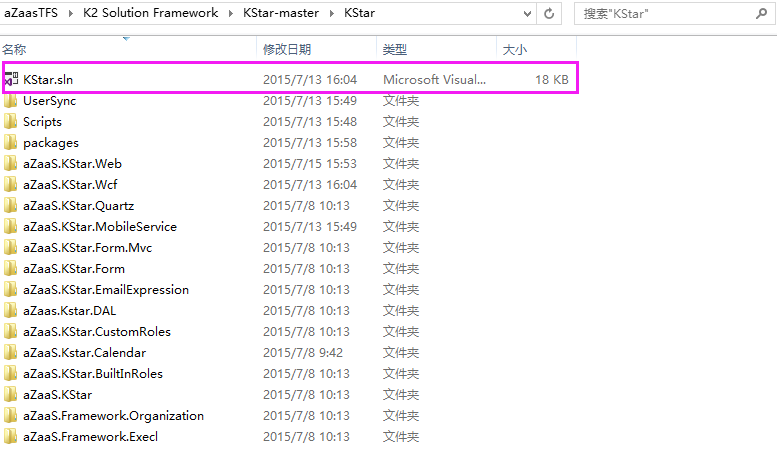 aZaasTFS K2 Solution Framework KStar-master KStar 搜索"KStar"
名称 修改日期 类型 大小
KStar.sln 2015/7/13 16:04 Microsoft Visual... 18 KB
UserSync 2015/7/13 15:49 文件夹
Scripts 2015/7/13 15:48 文件夹
packages 2015/7/13 15:58 文件夹
aZaaS.KStar.Web 2015/7/15 15:53 文件夹
aZaaS.KStar.Wcf 2015/7/13 16:04 文件夹
aZaaS.KStar.Quartz 2015/7/8 10:13 文件夹
aZaaS.KStar.MobileService 2015/7/13 15:49 文件夹
aZaaS.KStar.Form.Mvc 2015/7/8 10:13 文件夹
aZaaS.KStar.Form 2015/7/8 10:13 文件夹
aZaaS.KStar.EmailExpression 2015/7/8 10:13 文件夹
aZaas.Kstar.DAL 2015/7/8 10:13 文件夹
aZaaS.KStar.CustomRoles 2015/7/8 10:13 文件夹
aZaaS.Kstar.Calendar 2015/7/8 9:42 文件夹
aZaaS.KStar.BuiltInRoles 2015/7/8 10:13 文件夹
aZaaS.KStar 2015/7/8 10:13 文件夹
aZaaS.Framework.Organization 2015/7/8 10:13 文件夹
aZaaS.Framework.Execl 2015/7/8 10:13 文件夹